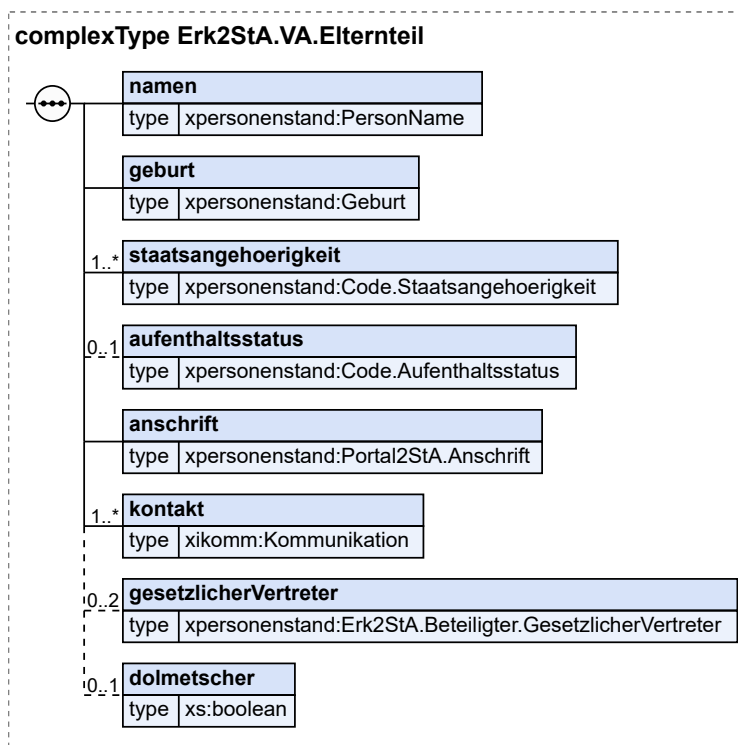 complexType Erk2StA.VA.Elternteil
namen
type xpersonenstand:PersonName
geburt
type xpersonenstand:Geburt
1..* staatsangehoerigkeit
type xpersonenstand:Code.Staatsangehoerigkeit
0..1 aufenthaltsstatus
type xpersonenstand:Code.Aufenthaltsstatus
anschrift
type xpersonenstand:Portal2StA.Anschrift
1..* kontakt
type xikomm:Kommunikation
0..2 gesetzlicherVertreter
type xpersonenstand:Erk2StA.Beteiligter.GesetzlicherVertreter
0..1 dolmetscher
type xs:boolean